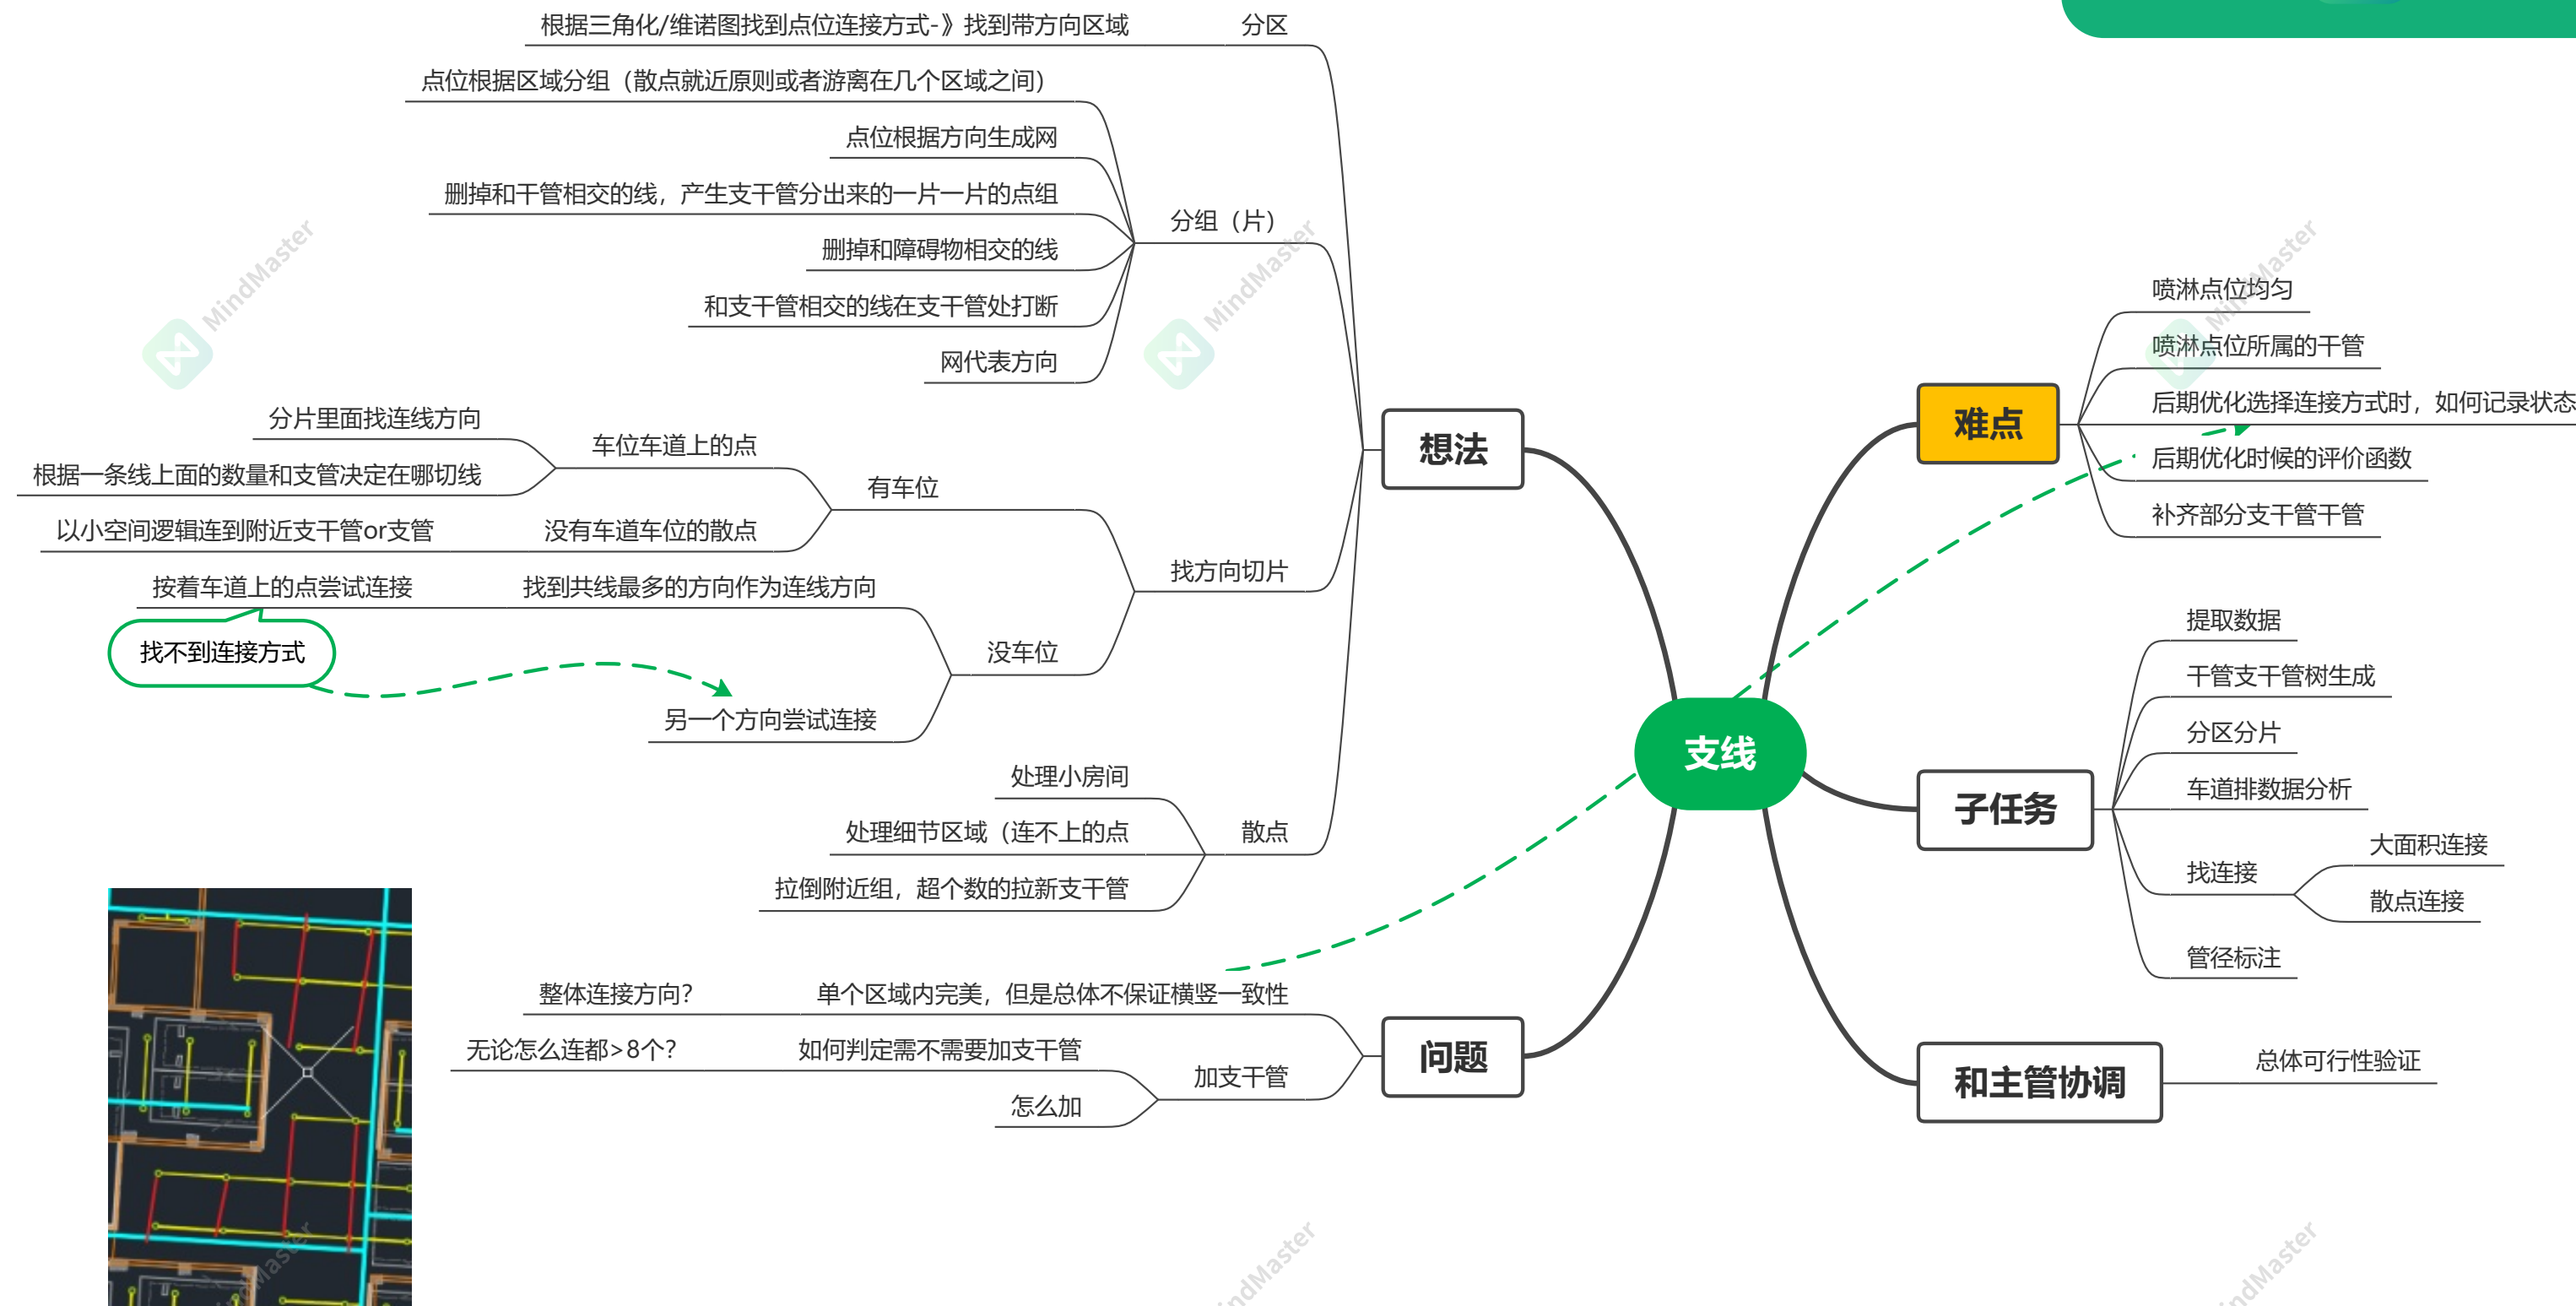 根据三角化/维诺图找到点位连接方式-》找到带方向区域
分区
点位根据区域分组（散点就近原则或者游离在几个区域之间）
点位根据方向生成网
删掉和干管相交的线，产生支干管分出来的一片一片的点组
删掉和障碍物相交的线
和支干管相交的线在支干管处打断
网代表方向
分组（片）
分片里面找连线方向
根据一条线上面的数量和支管决定在哪切线
车位车道上的点
以小空间逻辑连到附近支干管or支管
没有车道车位的散点
有车位
按着车道上的点尝试连接
找到共线最多的方向作为连线方向
找不到连接方式
另一个方向尝试连接
没车位
找方向切片
处理小房间
处理细节区域（连不上的点
拉倒附近组，超个数的拉新支干管
散点
想法
整体连接方向？
单个区域内完美，但是总体不保证横竖一致性
无论怎么连都>8个？
如何判定需不需要加支干管
怎么加
加支干管
问题
支线
难点
喷淋点位均匀
喷淋点位所属的干管
后期优化选择连接方式时，如何记录状态
后期优化时候的评价函数
补齐部分支干管干管
子任务
提取数据
干管支干管树生成
分区分片
车道排数据分析
找连接
大面积连接
散点连接
管径标注
和主管协调
总体可行性验证
MindMaster
MindMaster
MindMaster